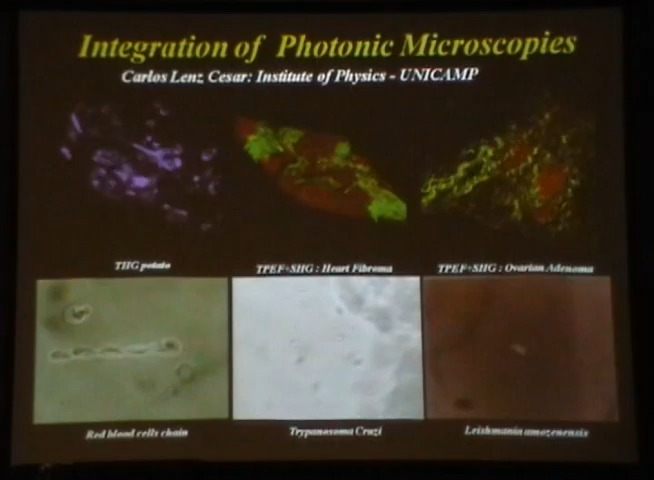 Integration of Photonic Microscopies
Carlos Lenz Cesar: Institute of Physics - UNICAMP
THG potato
TPEF+SHG : Heart Fibroma
TPEF+SHG : Ovarian Adenoma
Red blood cells chain
Trypanosoma Cruzi
Leishmania amazonensis